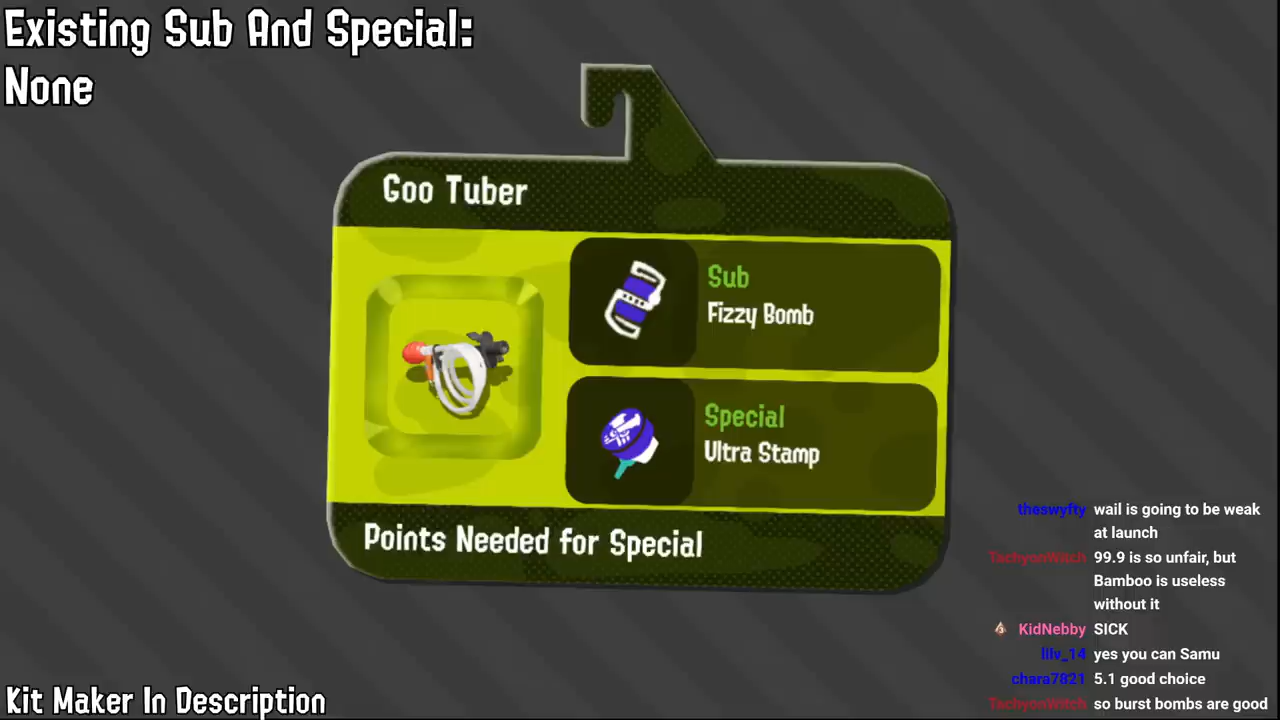 Existing Sub And Special:
None
Goo Tuber
Sub
Fizzy Bomb
Special
Ultra Stamp
Points Needed for Special
theswyfty wail is going to be weak
at launch
TachyonWitch 99.9 is so unfair, but
Bamboo is useless
without it
KidNebby SICK
lilv_14 yes you can Samu
chara7821 5.1 good choice
TachyonWitch so burst bombs are good
Kit Maker In Description